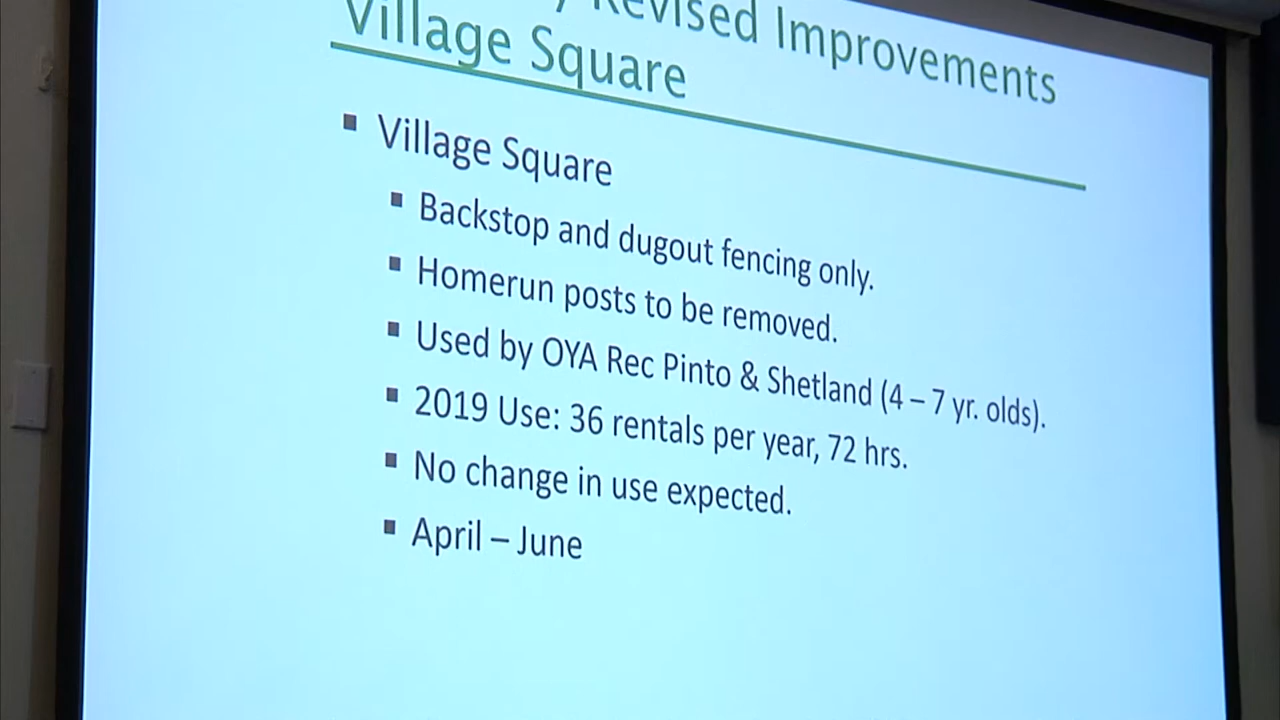 Revised Improvements
Village Square
▪ Village Square
▪ Backstop and dugout fencing only.
▪ Homerun posts to be removed.
▪ Used by OYA Rec Pinto & Shetland (4 – 7 yr. olds).
▪ 2019 Use: 36 rentals per year, 72 hrs.
▪ No change in use expected.
▪ April – June